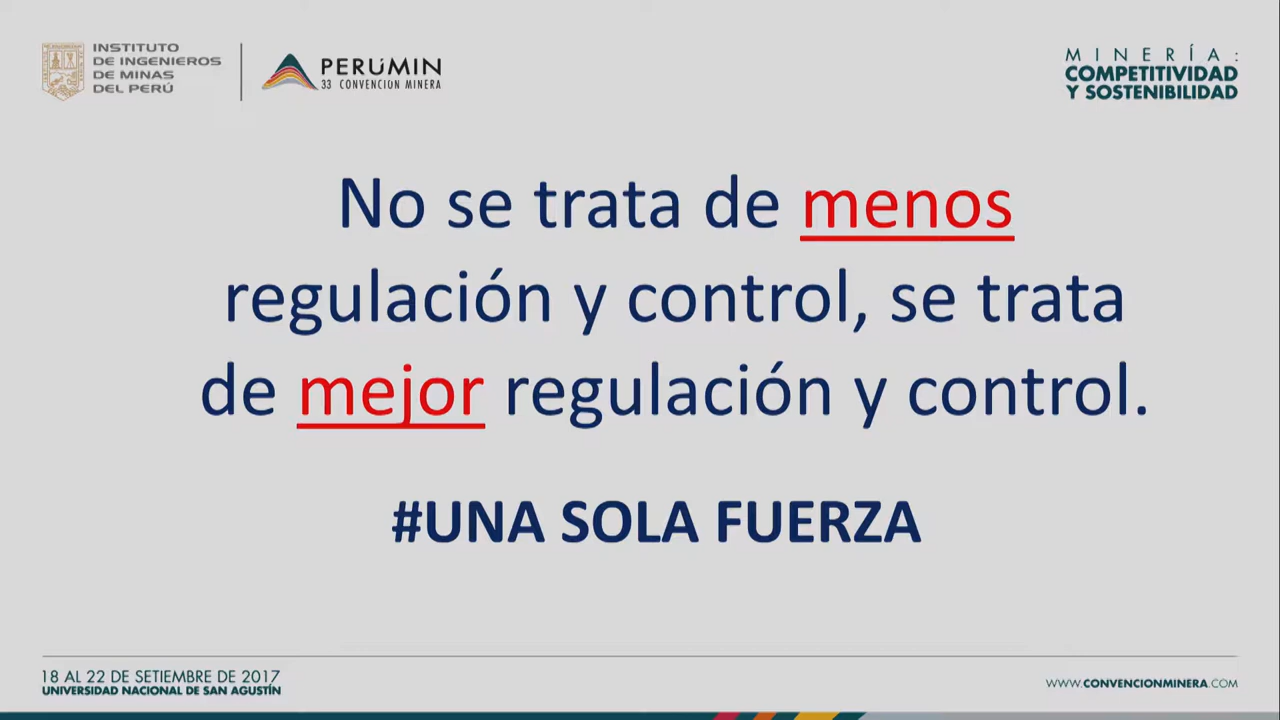 INSTITUTO
DE INGENIEROS
DE MINAS
DEL PERÚ
PERÚMIN
33 CONVENCION MINERA
MINERÍA:
COMPETITIVIDAD
Y SOSTENIBILIDAD
No se trata de menos
regulación y control, se trata
de mejor regulación y control.
#UNA SOLA FUERZA
18 AL 22 DE SETIEMBRE DE 2017
UNIVERSIDAD NACIONAL DE SAN AGUSTÍN
WWW.CONVENCIONMINERA.COM